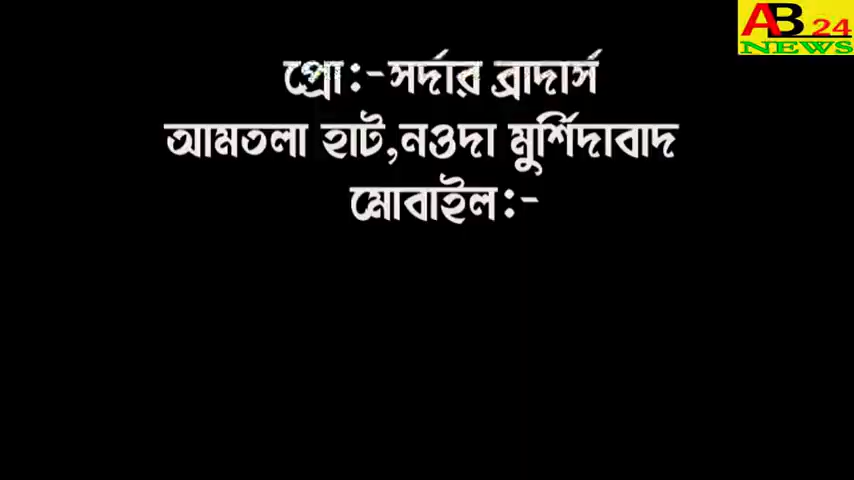 AB 24
NEWS
প্রো:-সর্দার ব্রাদার্স
আমতলা হাট,নওদা মুর্শিদাবাদ
মোবাইল:-